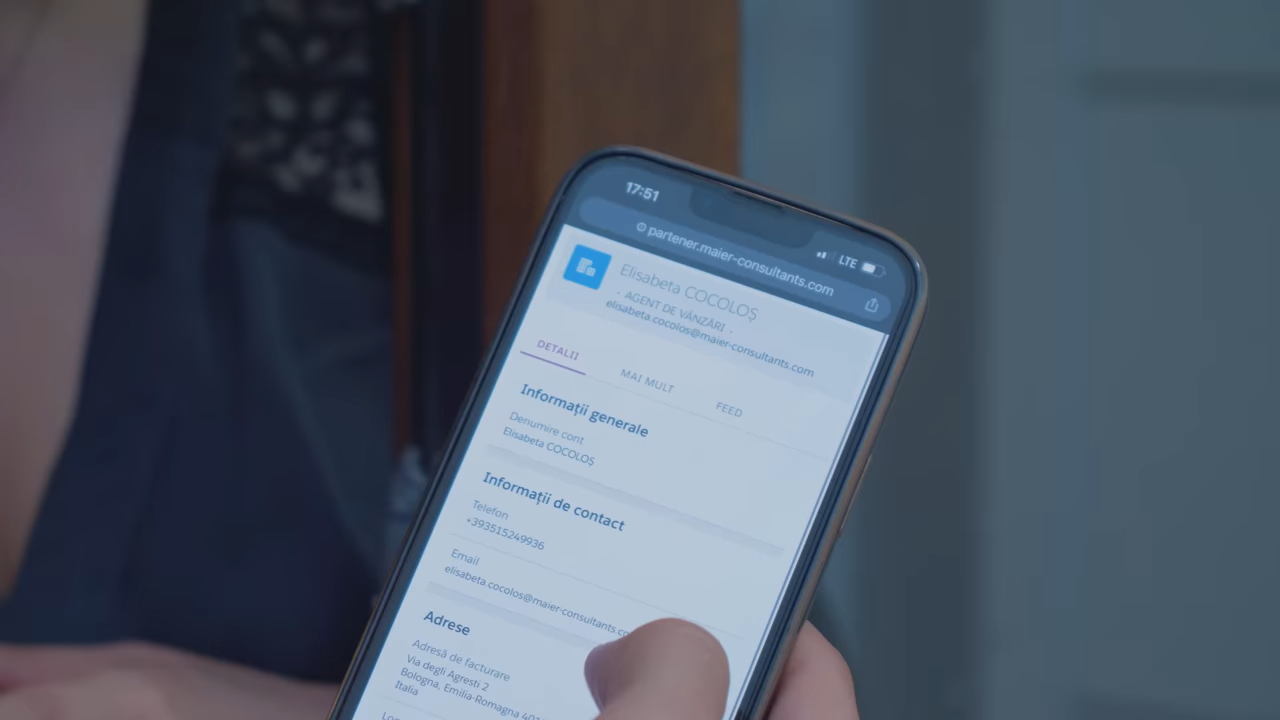 17:51
LTE
partener.maier-consultants.com
Elisabeta COCOLOȘ
- AGENT DE VÂNZĂRI -
elisabeta.cocolos@maier-consultants.com
DETALII
MAI MULT
FEED
Informații generale
Denumire cont
Elisabeta COCOLOȘ
Informații de contact
Telefon
+393515249936
Email
elisabeta.cocolos@maier-consultants.co
Adrese
Adresă de facturare
Via degli Agresti 2
Bologna, Emilia-Romagna
Italia